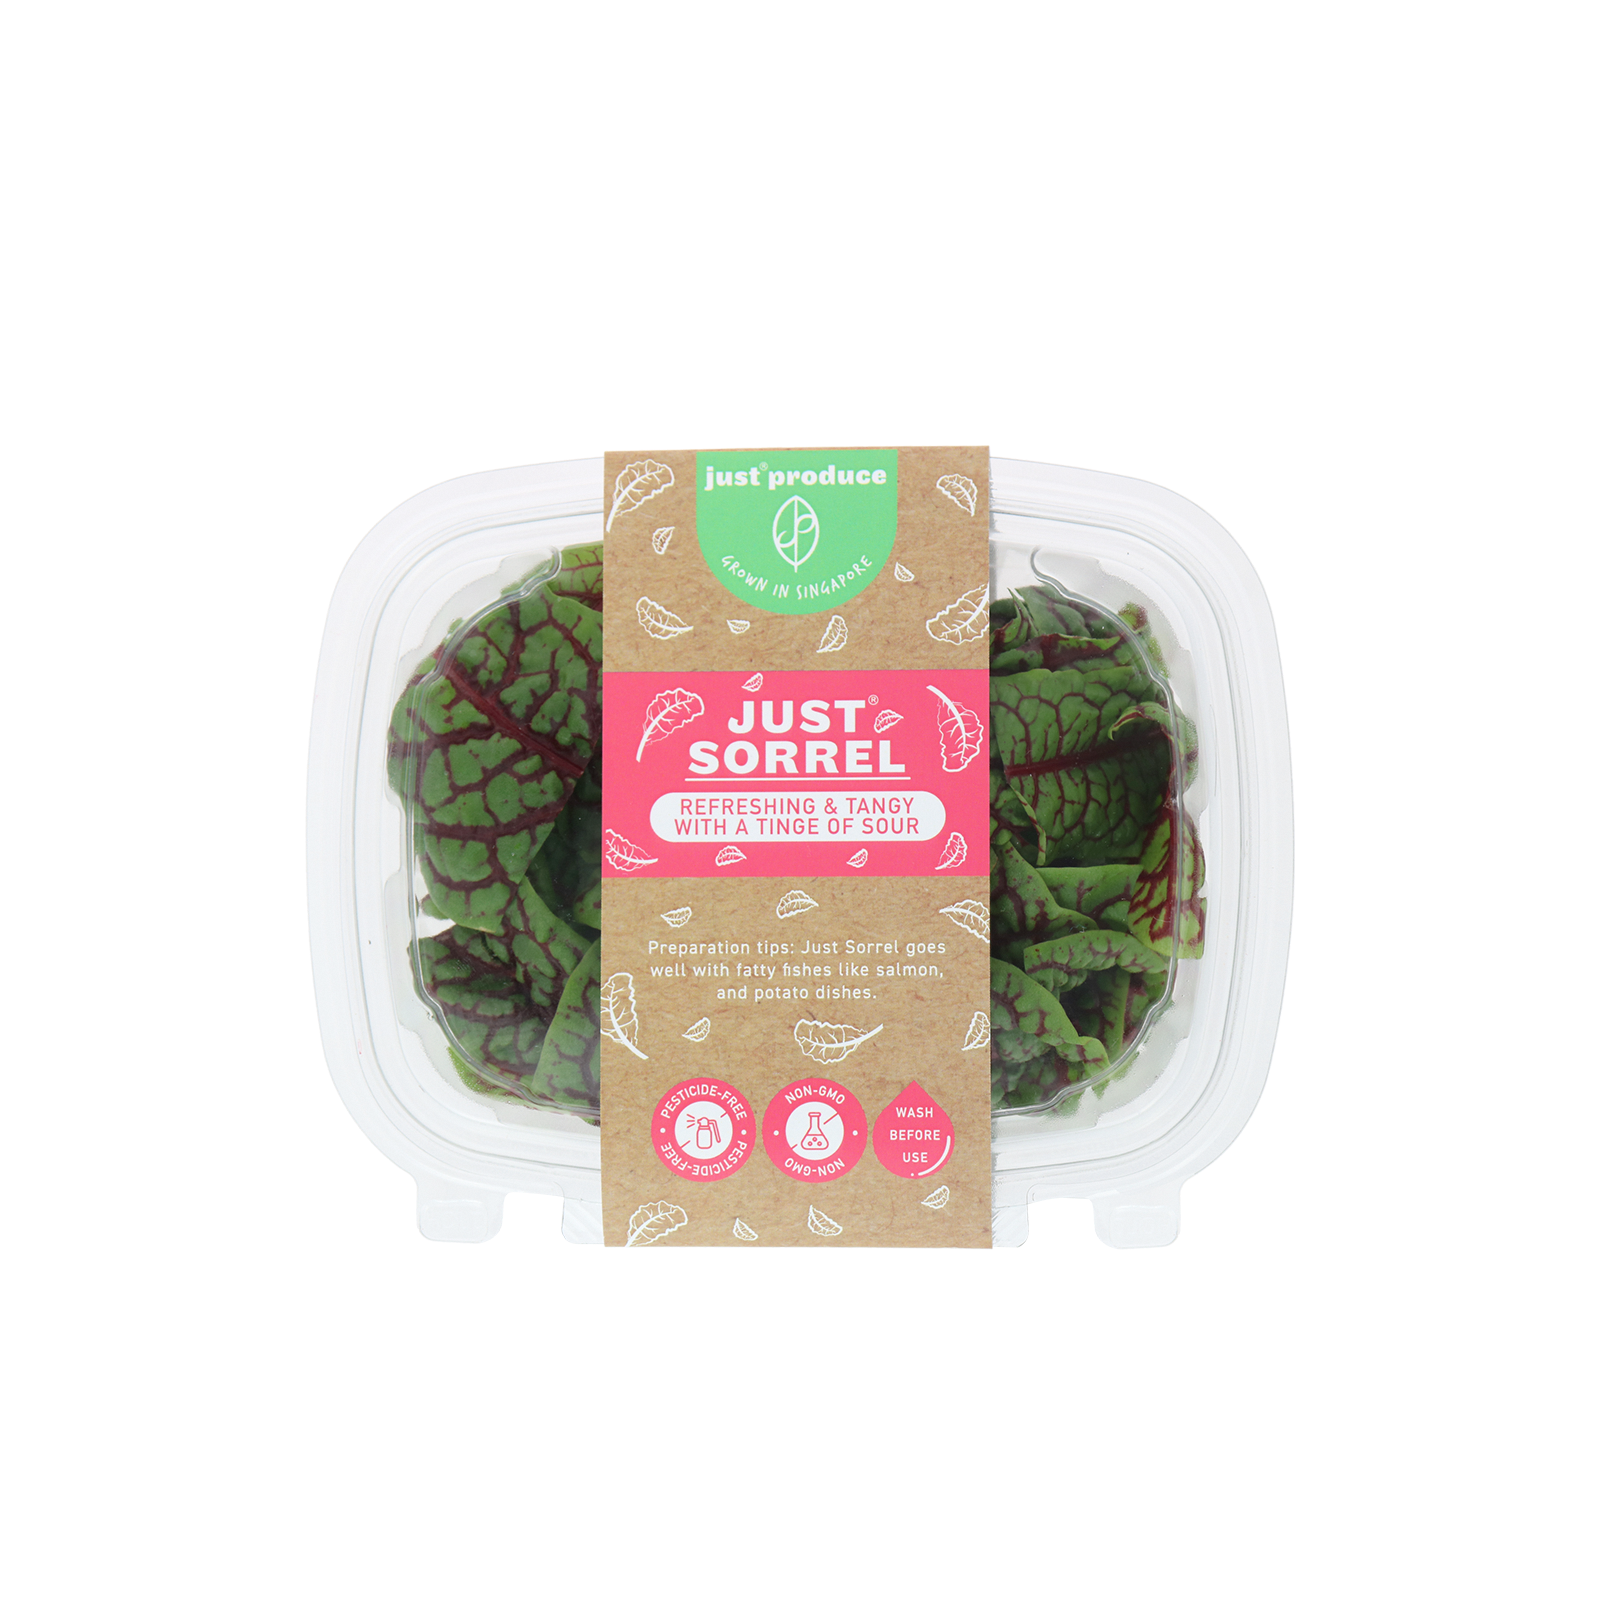 just® produce
GROWN IN SINGAPORE
JUST®
SORREL
REFRESHING & TANGY
WITH A TINGE OF SOUR
Preparation tips: Just Sorrel goes
well with fatty fishes like salmon,
and potato dishes.
PESTICIDE-FREE • PESTICIDE-FREE •
NON-GMO • NON-GMO •
WASH
BEFORE
USE